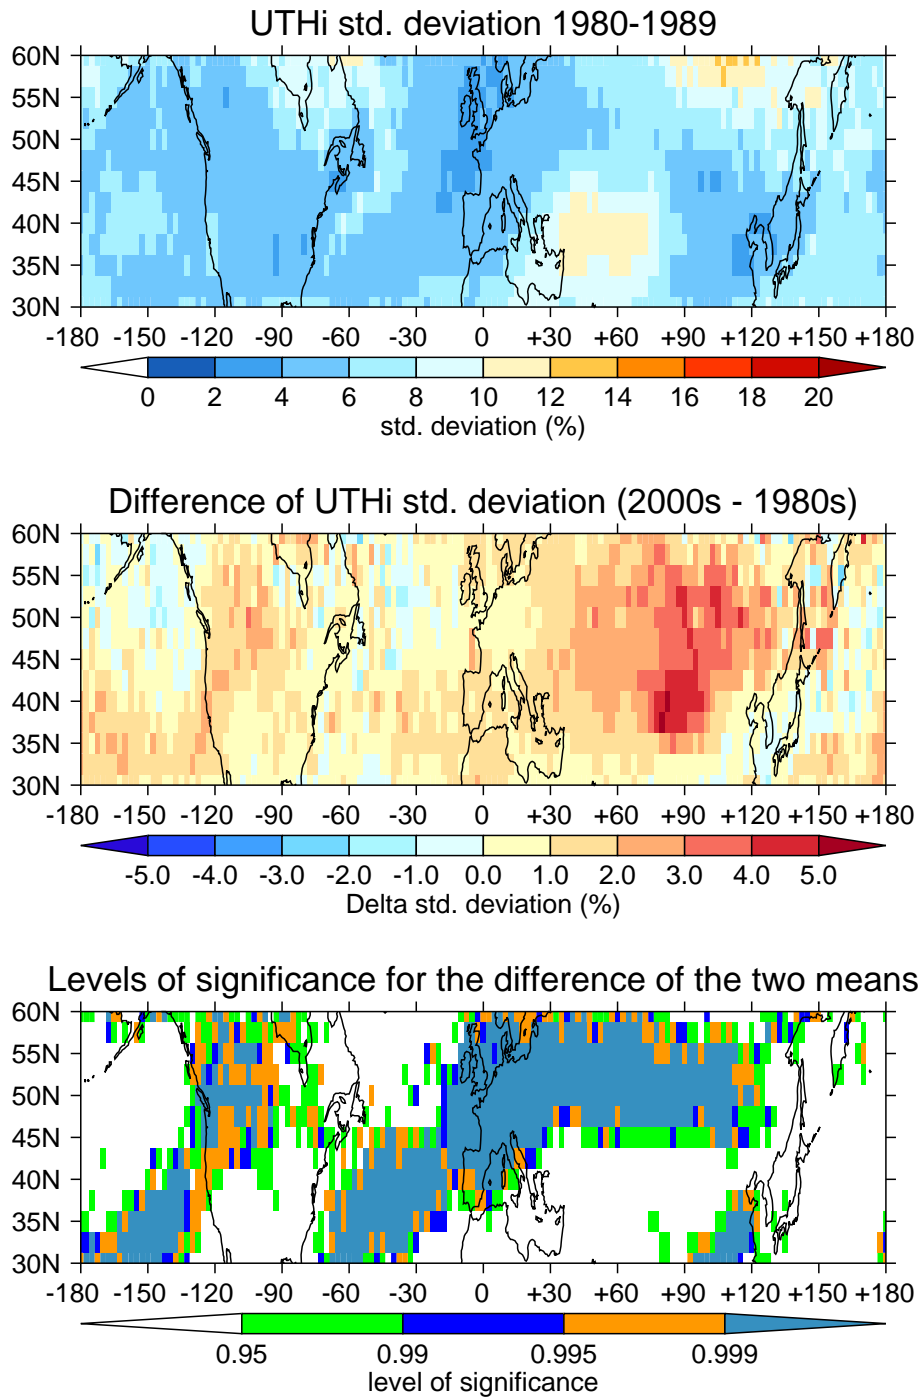 UTHi std. deviation 1980-1989
60N
55N
50N
45N
40N
35N
30N
-180 -150 -120 -90 -60 -30 0 +30 +60 +90 +120 +150 +180
0 2 4 6 8 10 12 14 16 18 20
std. deviation (%)
Difference of UTHi std. deviation (2000s - 1980s)
60N
55N
50N
45N
40N
35N
30N
-180 -150 -120 -90 -60 -30 0 +30 +60 +90 +120 +150 +180
-5.0 -4.0 -3.0 -2.0 -1.0 0.0 1.0 2.0 3.0 4.0 5.0
Delta std. deviation (%)
Levels of significance for the difference of the two means
60N
55N
50N
45N
40N
35N
30N
-180 -150 -120 -90 -60 -30 0 +30 +60 +90 +120 +150 +180
0.95 0.99 0.995 0.999
level of significance